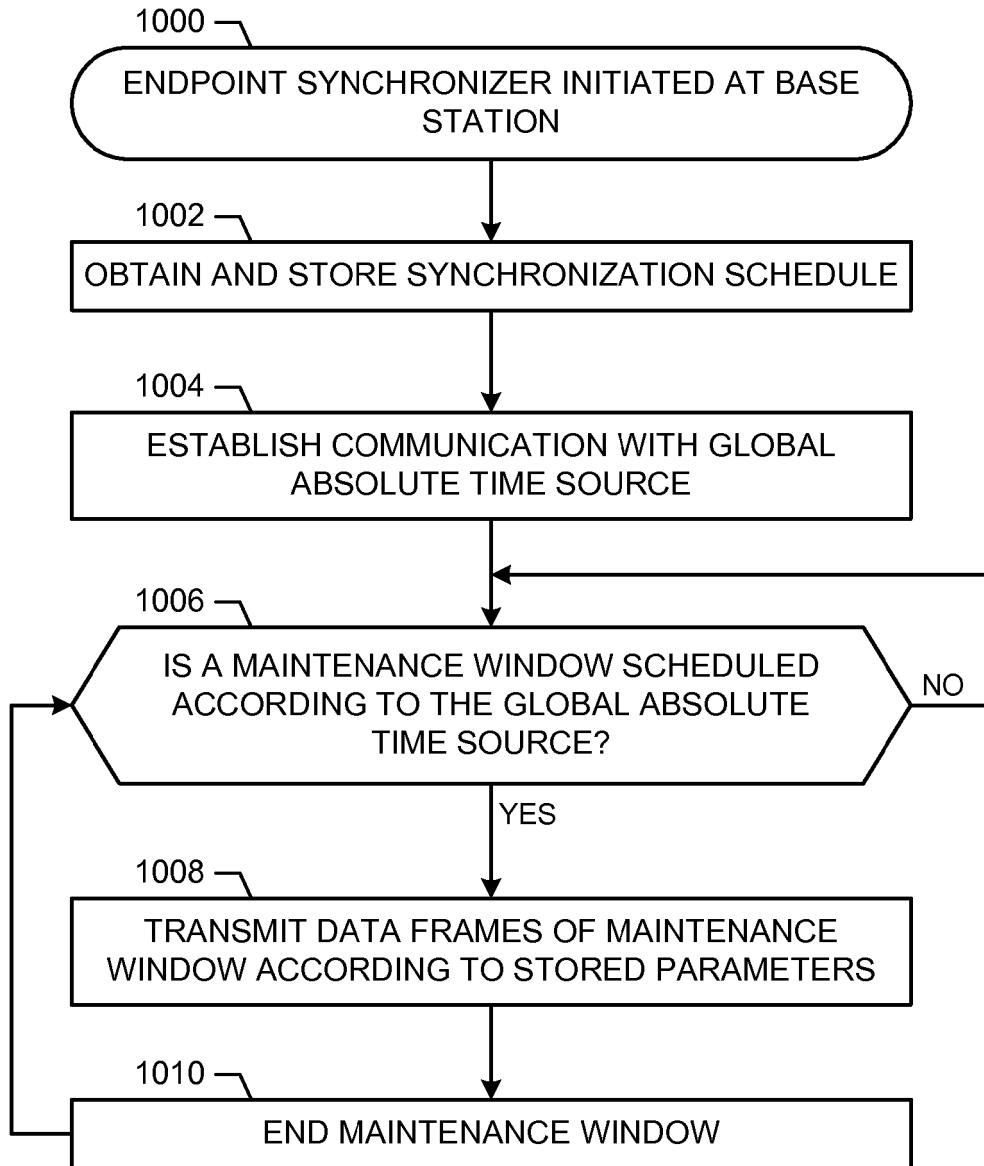 1000
ENDPOINT SYNCHRONIZER INITIATED AT BASE
STATION
1002
OBTAIN AND STORE SYNCHRONIZATION SCHEDULE
1004
ESTABLISH COMMUNICATION WITH GLOBAL
ABSOLUTE TIME SOURCE
1006
IS A MAINTENANCE WINDOW SCHEDULED
ACCORDING TO THE GLOBAL ABSOLUTE
TIME SOURCE?
NO
YES
1008
TRANSMIT DATA FRAMES OF MAINTENANCE
WINDOW ACCORDING TO STORED PARAMETERS
1010
END MAINTENANCE WINDOW